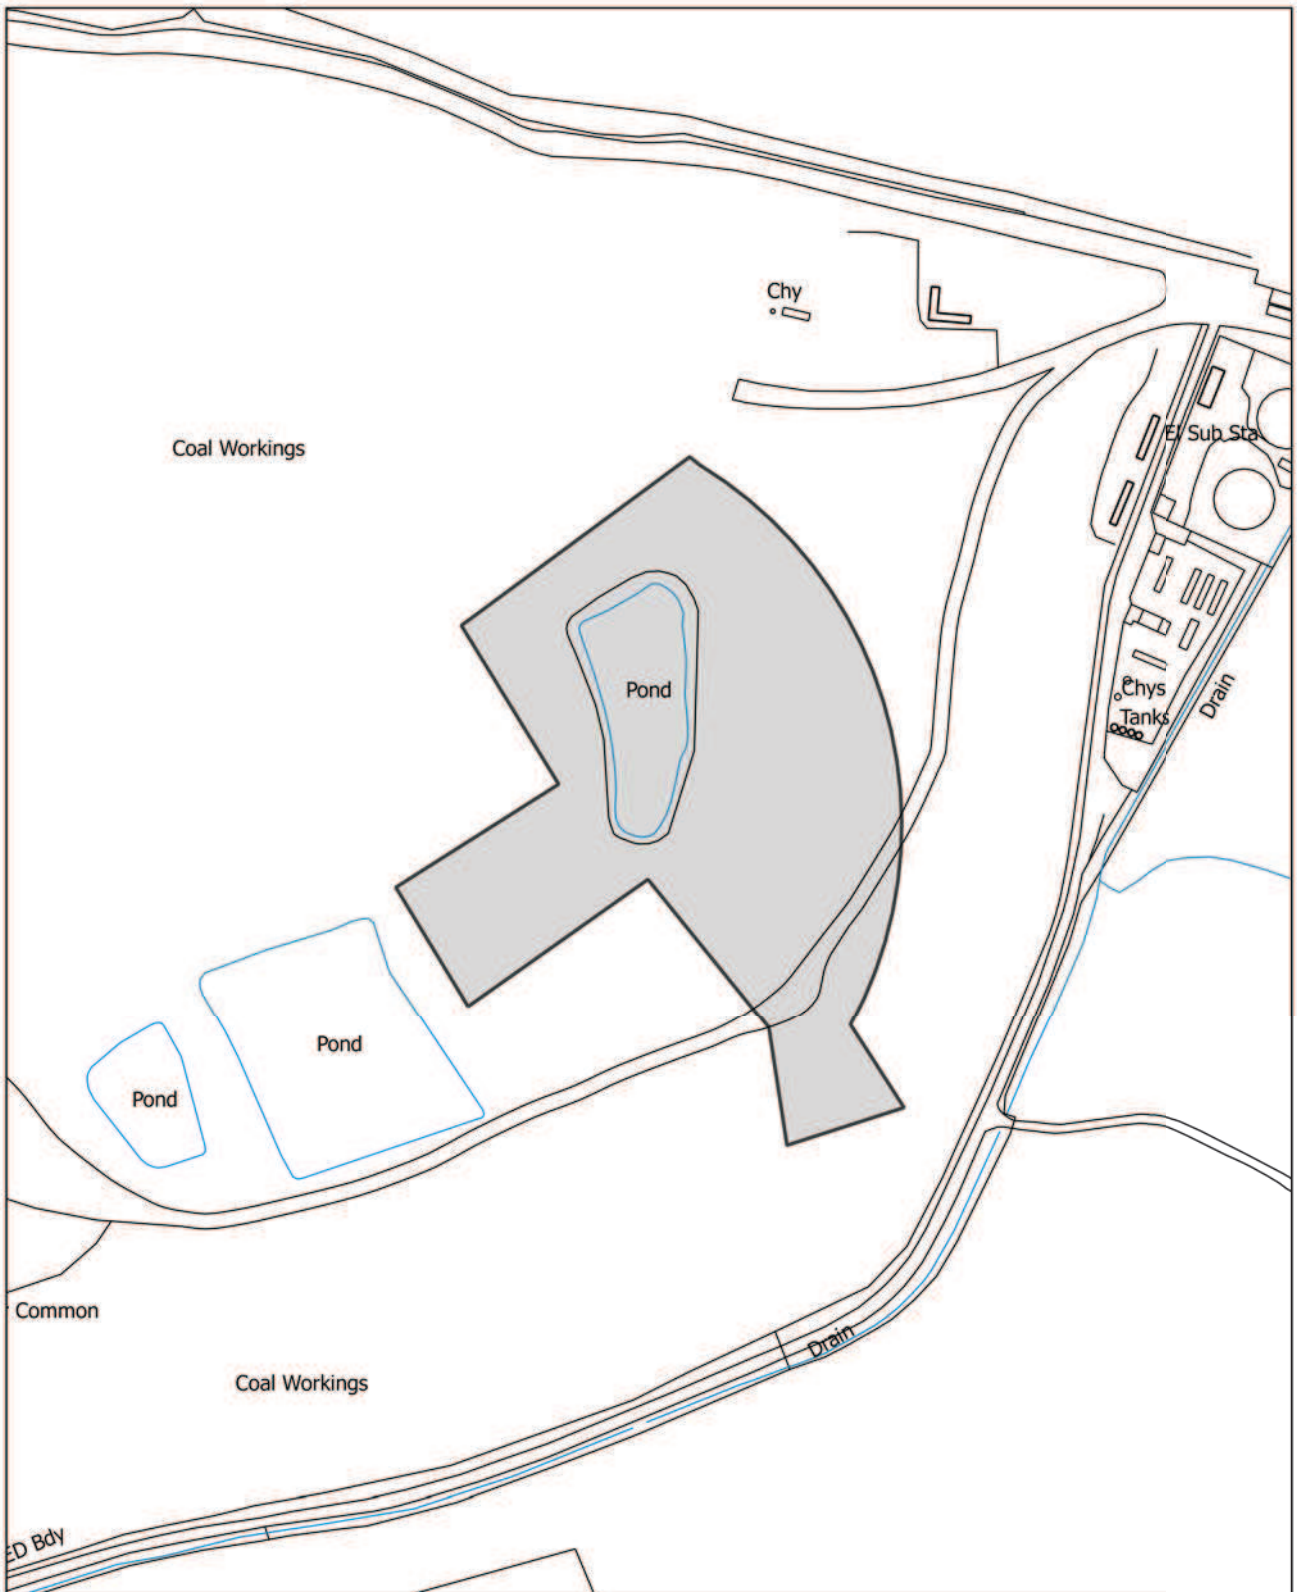 Chy
El Sub Sta
Coal Workings
Pond
Chys
Drain
Tanks
Pond
Pond
Common
Drain
Coal Workings
ED Bdy